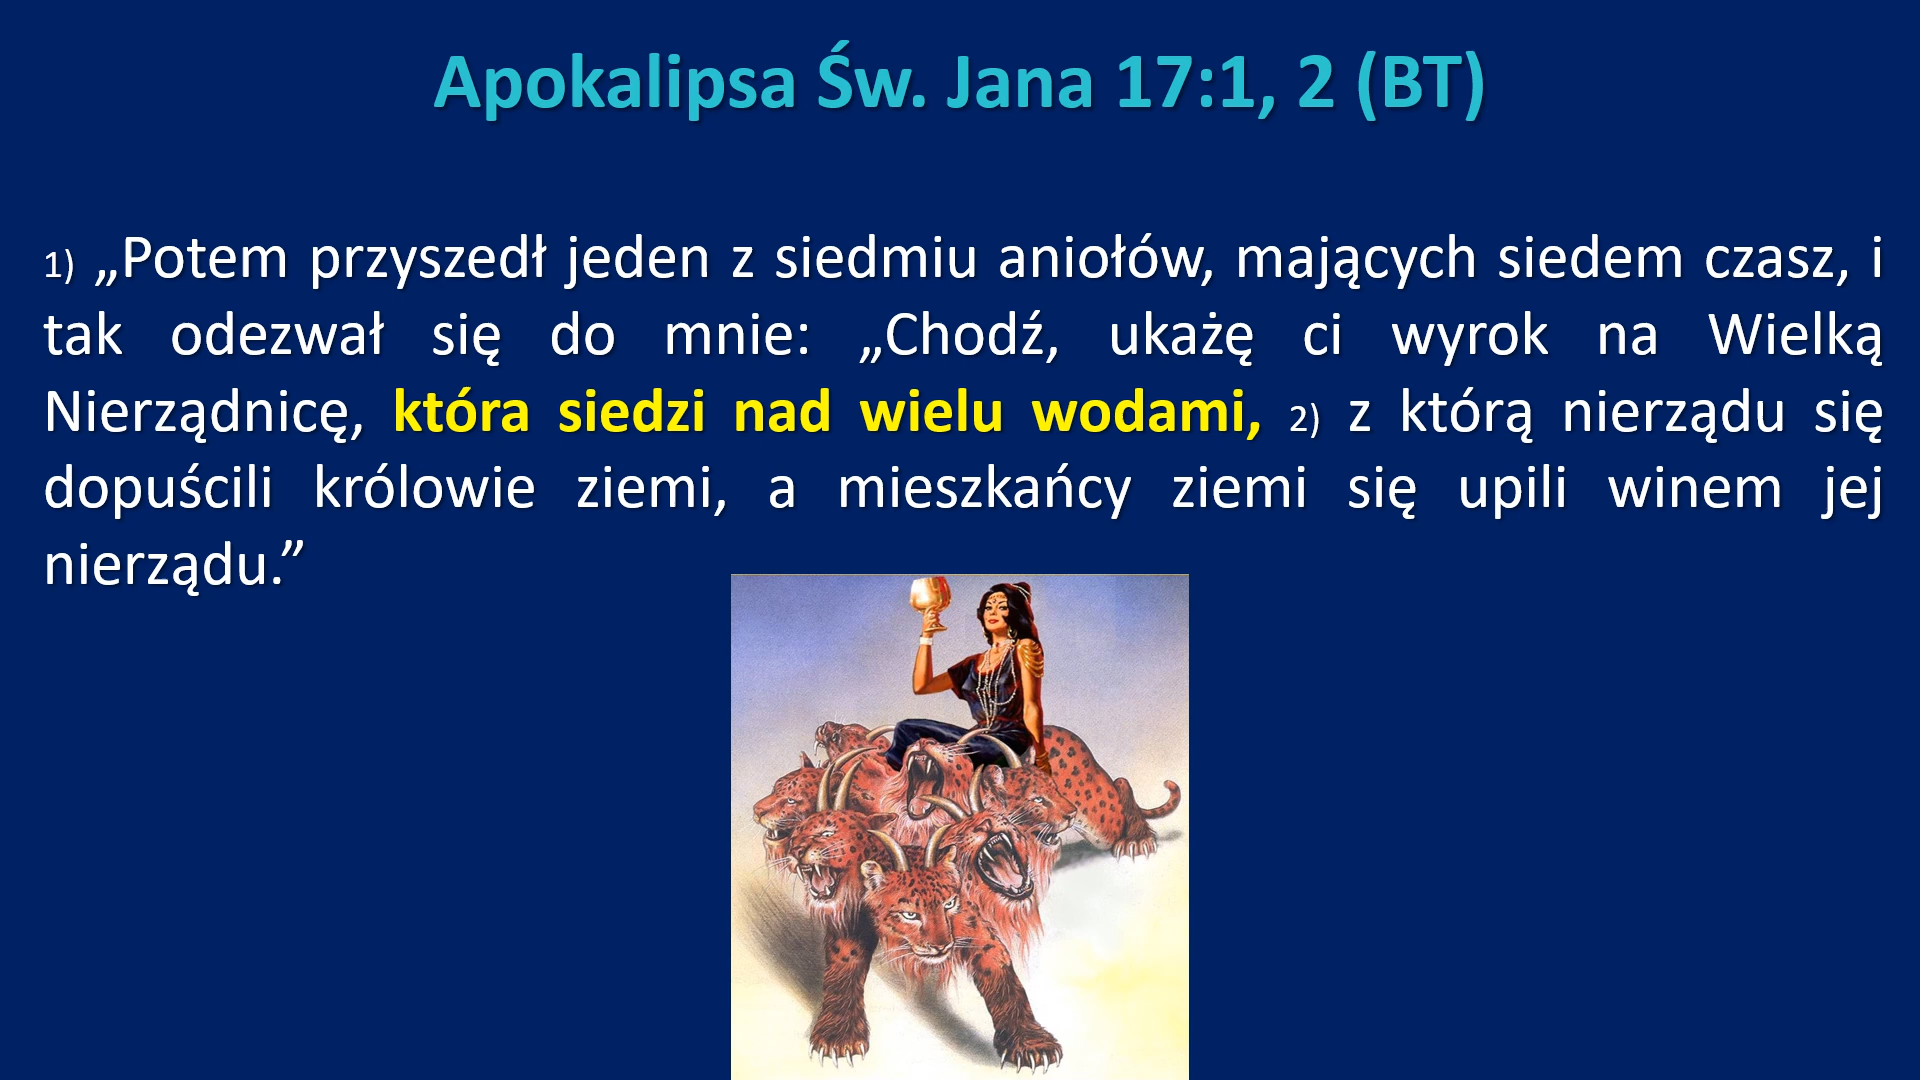 Apokalipsa Św. Jana 17:1, 2 (BT)
1) „Potem przyszedł jeden z siedmiu aniołów, mających siedem czasz, i
tak odezwał się do mnie: „Chodź, ukażę ci wyrok na Wielką
Nierządnicę, która siedzi nad wielu wodami, 2) z którą nierządu się
dopuścili królowie ziemi, a mieszkańcy ziemi się upili winem jej
nierządu.”